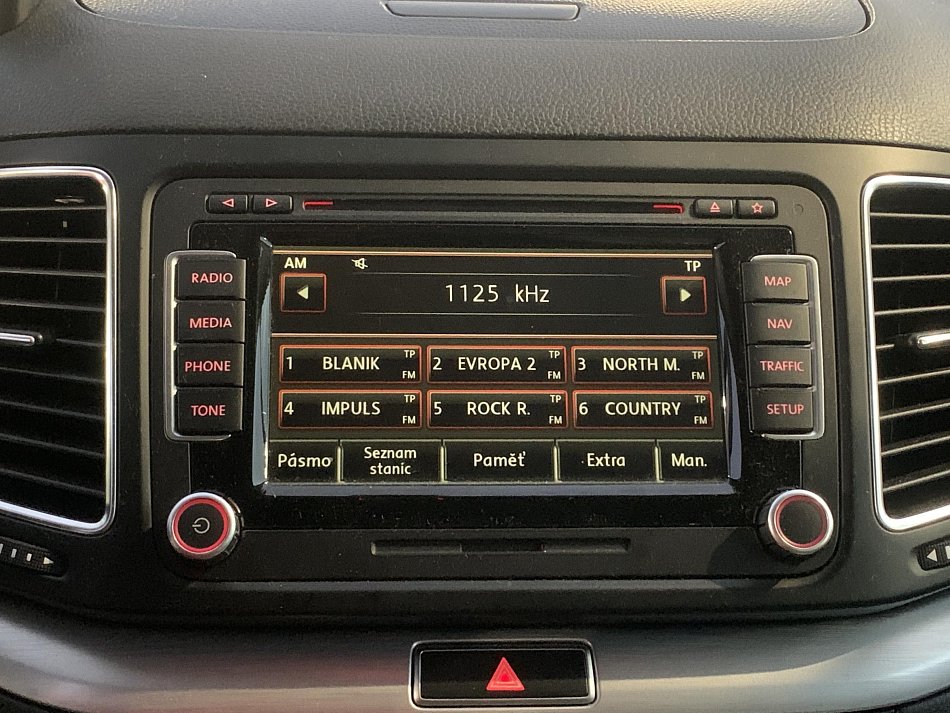 AM
TP
1125 kHz
1 BLANIK TP FM
2 EVROPA 2 TP FM
3 NORTH M. TP FM
4 IMPULS TP FM
5 ROCK R. TP FM
6 COUNTRY TP FM
Pásmo
Seznam
stanic
Paměť
Extra
Man.
RADIO
MEDIA
PHONE
TONE
MAP
NAV
TRAFFIC
SETUP